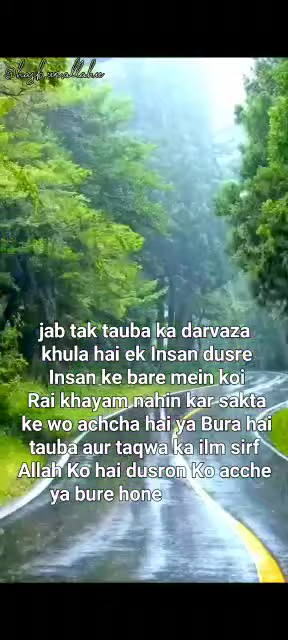 jab tak tauba ka darvaza
khula hai ek Insan dusre
Insan ke bare mein koi
Rai khayam nahin kar sakta
ke wo achcha hai ya Bura hai
tauba aur taqwa ka ilm sirf
Allah Ko hai dusron Ko acche
ya bure hone